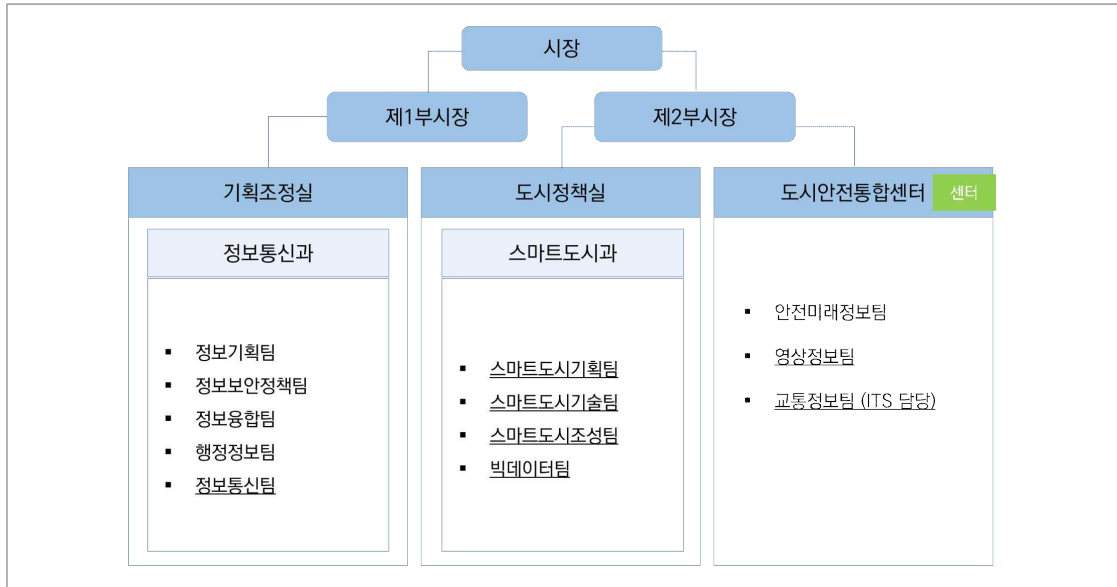 시장
제1부시장
제2부시장
기획조정실
도시정책실
도시안전통합센터
센터
정보통신과
스마트도시과
▪ 정보기획팀
▪ 정보보안정책팀
▪ 정보융합팀
▪ 행정정보팀
▪ 정보통신팀
▪ 스마트도시기획팀
▪ 스마트도시기술팀
▪ 스마트도시조성팀
▪ 빅데이터팀
▪ 안전미래정보팀
▪ 영상정보팀
▪ 교통정보팀 (ITS 담당)